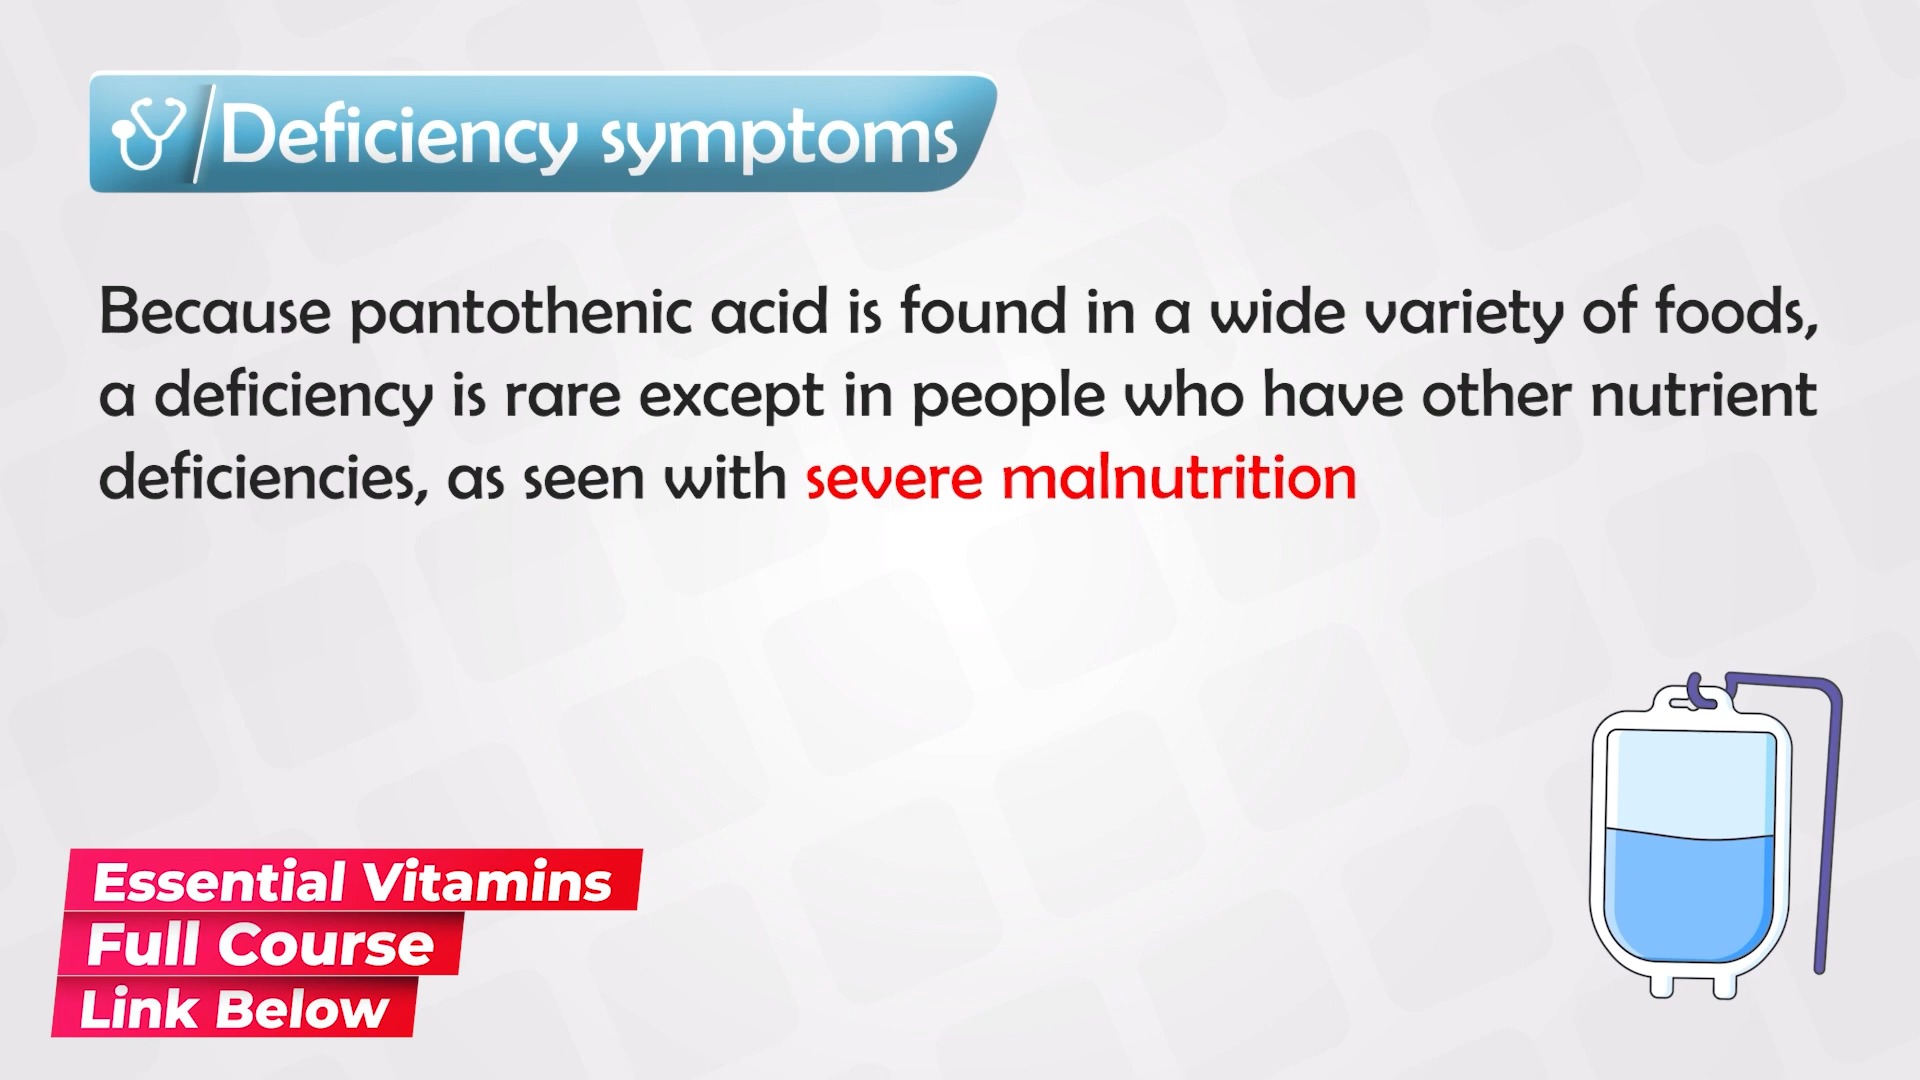 Deficiency symptoms
Because pantothenic acid is found in a wide variety of foods,
a deficiency is rare except in people who have other nutrient
deficiencies, as seen with severe malnutrition
Essential Vitamins
Full Course
Link Below